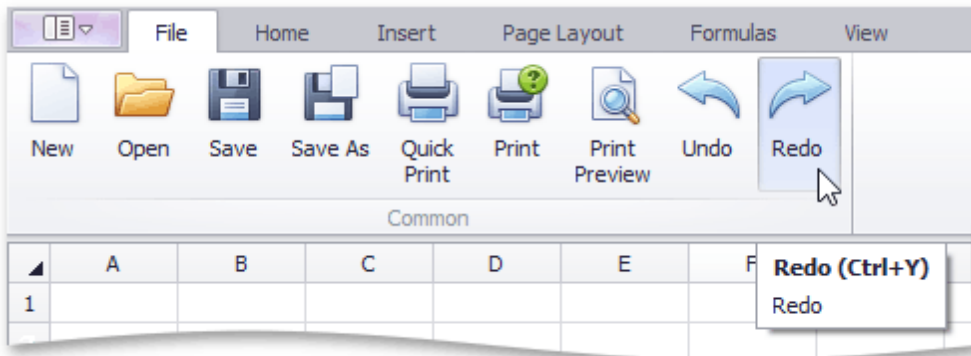 File Home Insert Page Layout Formulas View
New Open Save Save As Quick Print Print Print Preview Undo Redo
Common
A B C D E F
Redo (Ctrl+Y)
1
Redo